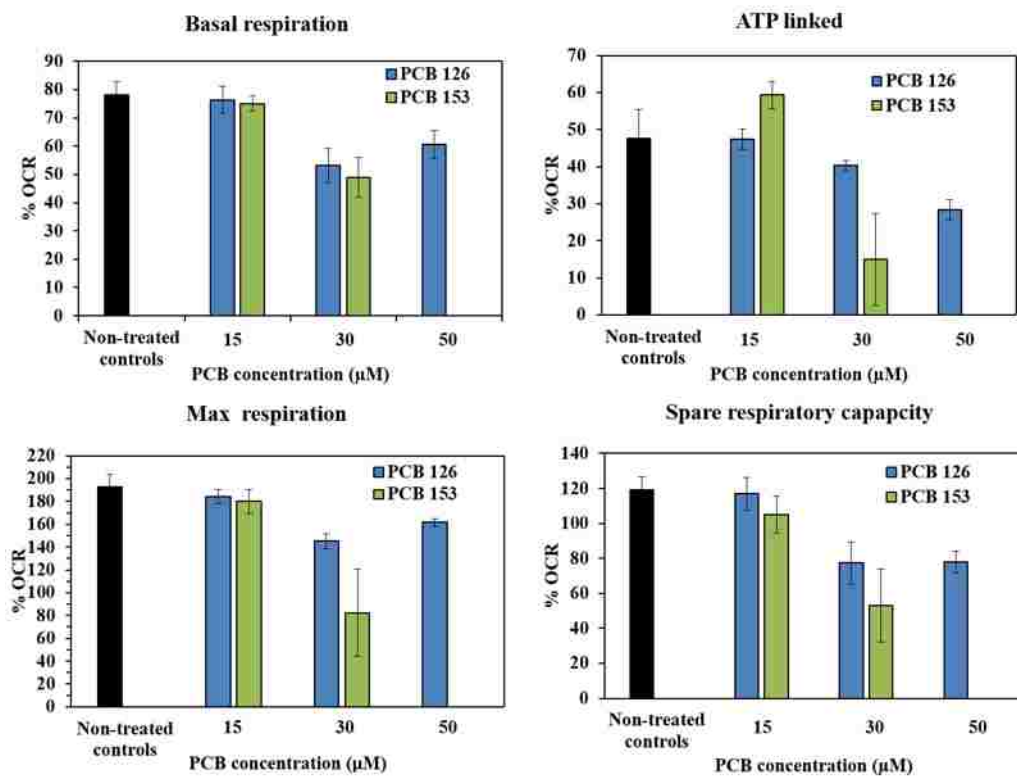 Basal respiration
90
80
70
60
50
40
30
20
10
0
% OCR
PCB 126
PCB 153
Non-treated
controls
15
30
50
PCB concentration (µM)
ATP linked
70
60
50
40
30
20
10
0
%OCR
PCB 126
PCB 153
Non-treated
controls
15
30
50
PCB concentration (µM)
Max respiration
220
200
180
160
140
120
100
80
60
40
20
0
% OCR
PCB 126
PCB 153
Non-treated
controls
15
30
50
PCB concentration (µM)
Spare respiratory capapcity
140
120
100
80
60
40
20
0
% OCR
PCB 126
PCB 153
Non-treated
controls
15
30
50
PCB concentration (µM)